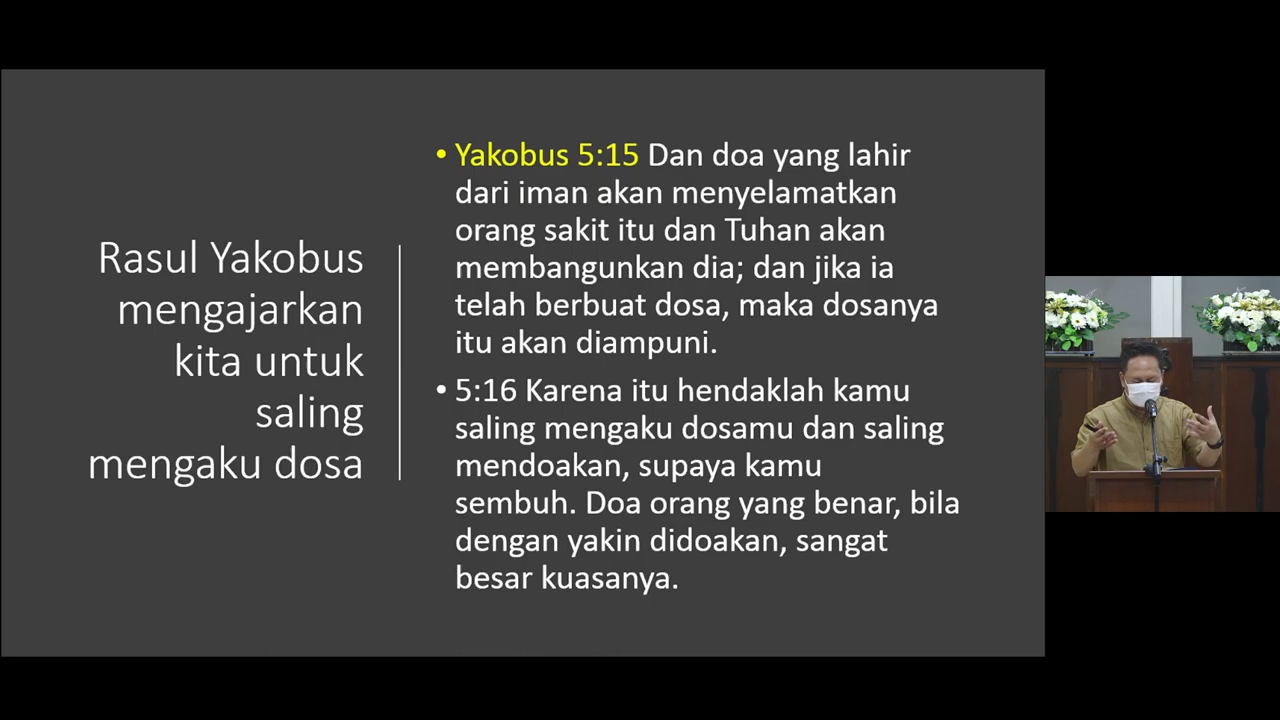 Rasul Yakobus
mengajarkan
kita untuk
saling
mengaku dosa
• Yakobus 5:15 Dan doa yang lahir
dari iman akan menyelamatkan
orang sakit itu dan Tuhan akan
membangunkan dia; dan jika ia
telah berbuat dosa, maka dosanya
itu akan diampuni.
• 5:16 Karena itu hendaklah kamu
saling mengaku dosamu dan saling
mendoakan, supaya kamu
sembuh. Doa orang yang benar, bila
dengan yakin didoakan, sangat
besar kuasanya.